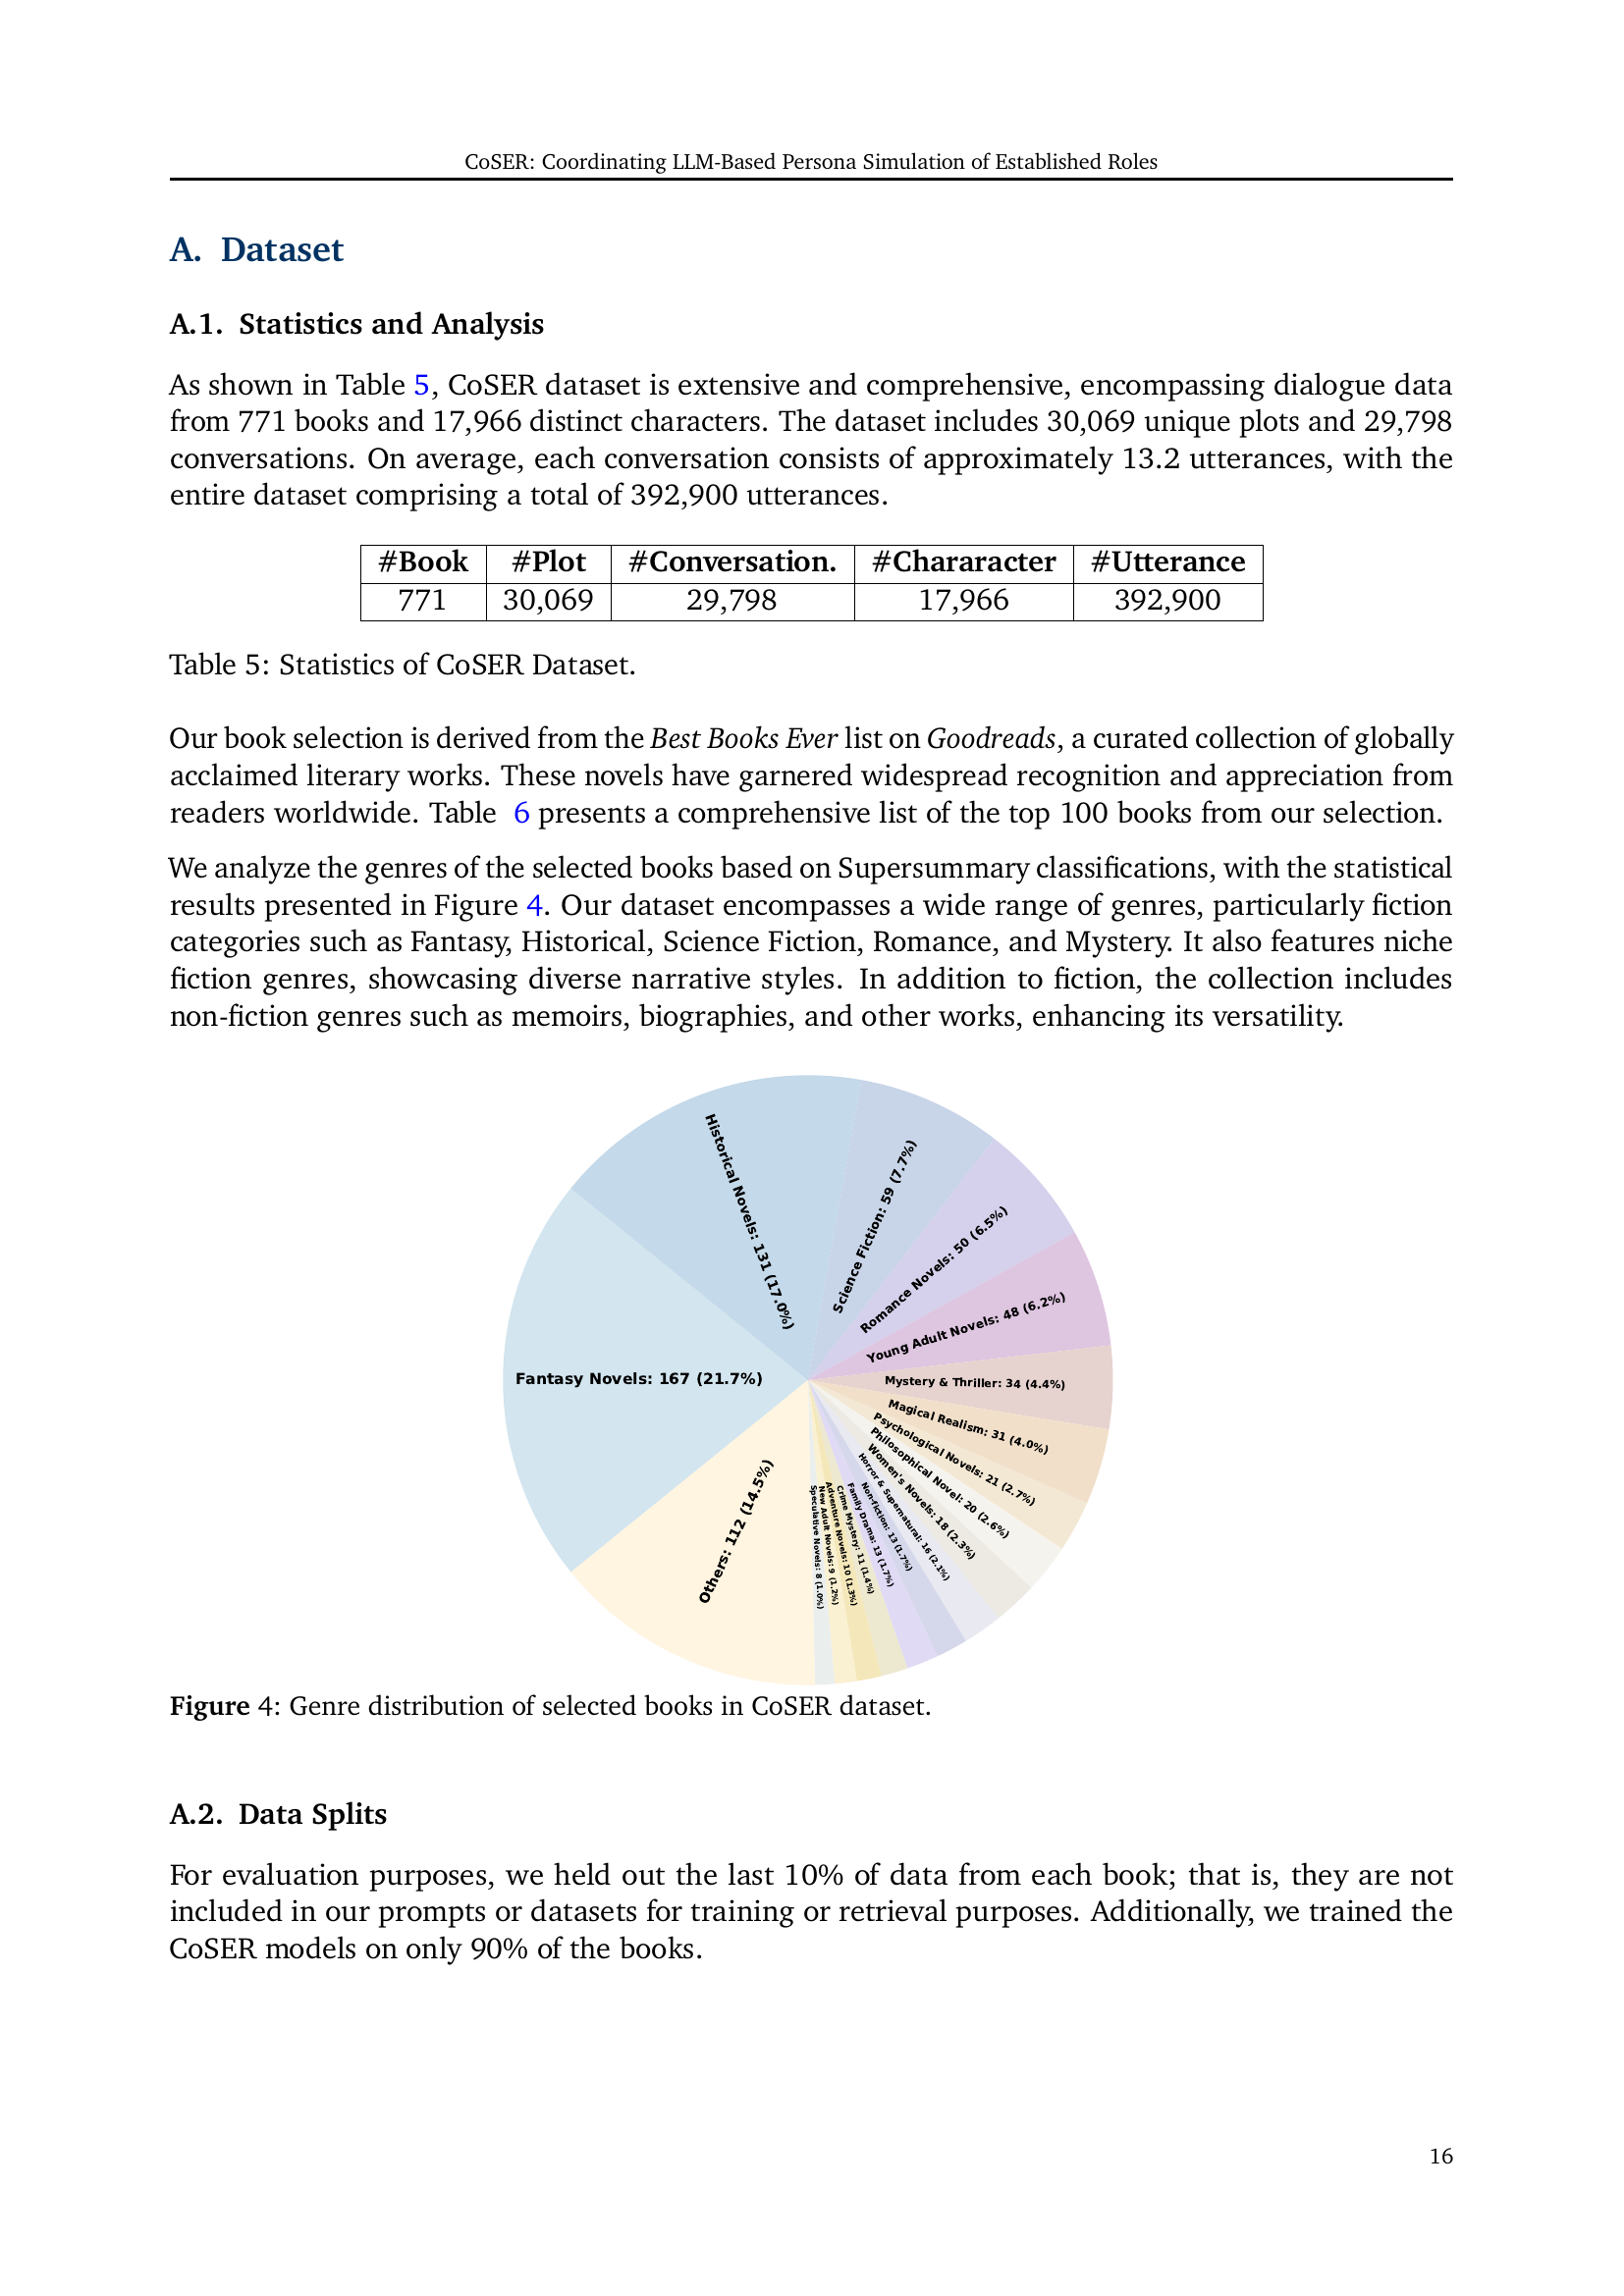 CoSER: Coordinating LLM-Based Persona Simulation of Established Roles
A. Dataset
A.1. Statistics and Analysis
As shown in Table 5, CoSER dataset is extensive and comprehensive, encompassing dialogue data
from 771 books and 17,966 distinct characters. The dataset includes 30,069 unique plots and 29,798
conversations. On average, each conversation consists of approximately 13.2 utterances, with the
entire dataset comprising a total of 392,900 utterances.
#Book #Plot #Conversation. #Chararacter #Utterance
771 30,069 29,798 17,966 392,900
Table 5: Statistics of CoSER Dataset.
Our book selection is derived from the Best Books Ever list on Goodreads, a curated collection of globally
acclaimed literary works. These novels have garnered widespread recognition and appreciation from
readers worldwide. Table 6 presents a comprehensive list of the top 100 books from our selection.
We analyze the genres of the selected books based on Supersummary classifications, with the statistical
results presented in Figure 4. Our dataset encompasses a wide range of genres, particularly fiction
categories such as Fantasy, Historical, Science Fiction, Romance, and Mystery. It also features niche
fiction genres, showcasing diverse narrative styles. In addition to fiction, the collection includes
non-fiction genres such as memoirs, biographies, and other works, enhancing its versatility.
Historical Novels: 131 (17.0%)
Science Fiction: 59 (7.7%)
Romance Novels: 50 (6.5%)
Young Adult Novels: 48 (6.2%)
Mystery & Thriller: 34 (4.4%)
Magical Realism: 31 (4.0%)
Psychological Novels: 21 (2.7%)
Philosophical Novel: 20 (2.6%)
Women's Novels: 18 (2.3%)
Horror & Supernatural: 16 (2.1%)
Non-fiction: 13 (1.7%)
Family Drama: 13 (1.7%)
Crime Mystery: 11 (1.4%)
Adventure Novels: 10 (1.3%)
New Adult Novels: 9 (1.2%)
Speculative Novels: 8 (1.0%)
Others: 112 (14.5%)
Fantasy Novels: 167 (21.7%)
Figure 4: Genre distribution of selected books in CoSER dataset.
A.2. Data Splits
For evaluation purposes, we held out the last 10% of data from each book; that is, they are not
included in our prompts or datasets for training or retrieval purposes. Additionally, we trained the
CoSER models on only 90% of the books.
16